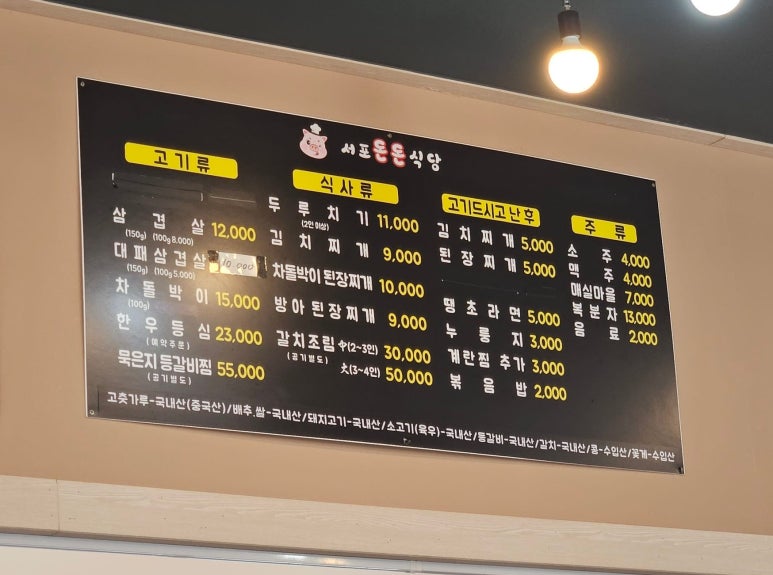 서포돈돈식당
고기류
삼겹살 12,000
(150g) (100g 8.000)
대패삼겹살 10,000
(150g) (100g 5.000)
차돌박이 15,000
(100g)
한우등심 23,000
(예약주문)
묵은지등갈비찜 55,000
(공기별도)
식사류
두루치기 11,000
(2인이상)
김치찌개 9,000
차돌박이 된장찌개 10,000
방아된장찌개 9,000
갈치조림 中(2~3인) 30,000
(공기별도) 大(3~4인) 50,000
고기드시고 난 후
김치찌개 5,000
된장찌개 5,000
땡초라면 5,000
누룽지 3,000
계란찜 추가 3,000
볶음밥 2,000
주류
소주 4,000
맥주 4,000
매실마을 7,000
복분자 13,000
음료 2,000
고춧가루-국내산(중국산)/배추.쌀-국내산/돼지고기-국내산/소고기(육우)-국내산/등갈비-국내산/갈치-국내산/콩-수입산/꽃게-수입산